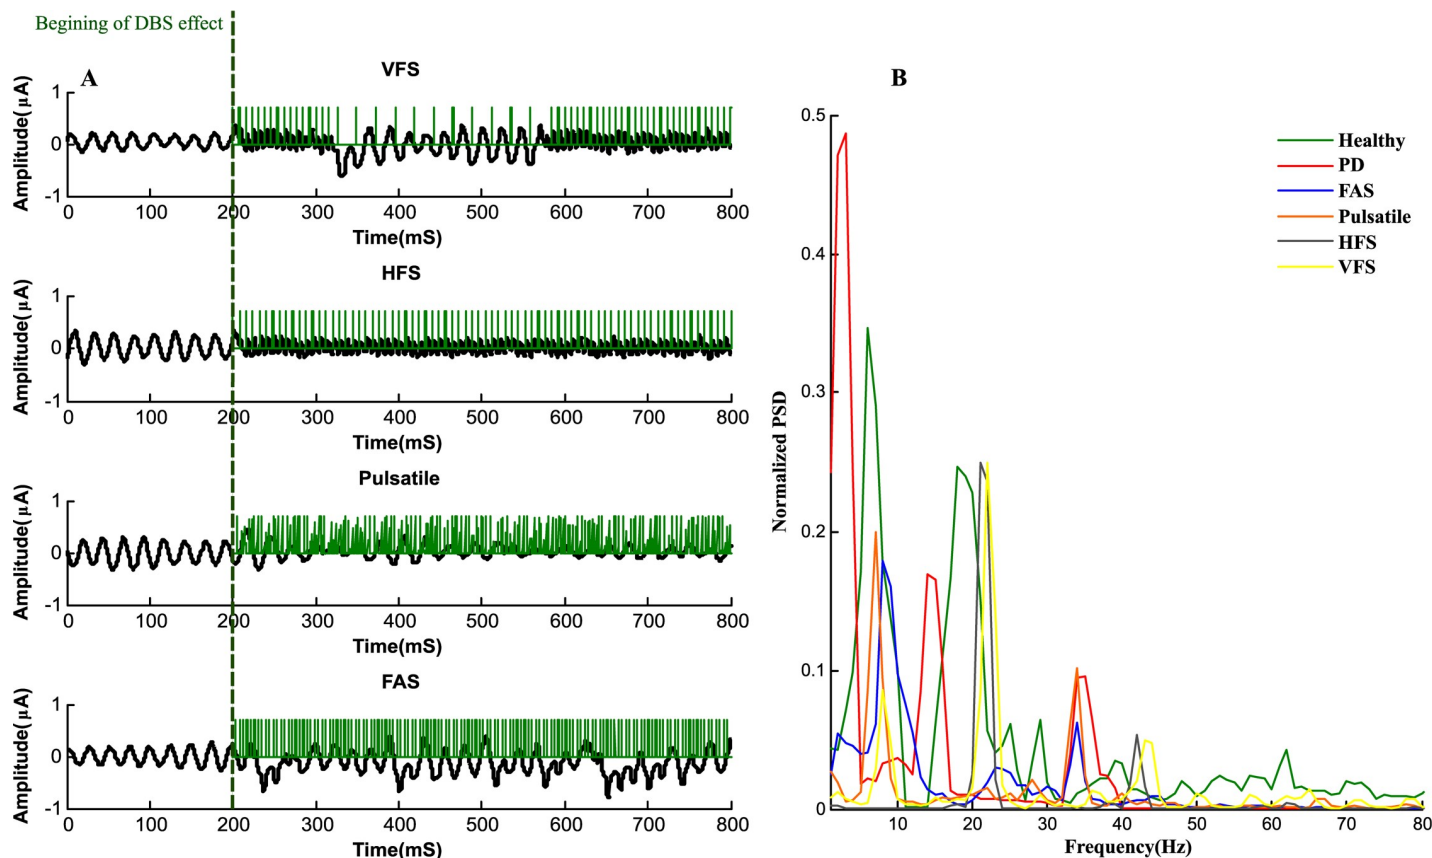 Begining of DBS effect
A
VFS
Amplitude(μA)
1
0
-1
0 100 200 300 400 500 600 700 800
Time(mS)
HFS
Amplitude(μA)
1
0
-1
0 100 200 300 400 500 600 700 800
Time(mS)
Pulsatile
Amplitude(μA)
1
0
-1
0 100 200 300 400 500 600 700 800
Time(mS)
FAS
Amplitude(μA)
1
0
-1
0 100 200 300 400 500 600 700 800
Time(mS)
B
Normalized PSD
0.5
0.4
0.3
0.2
0.1
0
10 20 30 40 50 60 70 80
Frequency(Hz)
Healthy
PD
FAS
Pulsatile
HFS
VFS